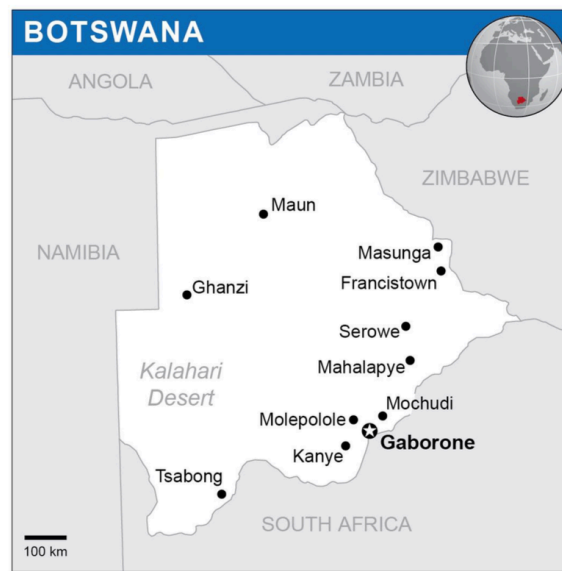 BOTSWANA
ANGOLA
ZAMBIA
ZIMBABWE
NAMIBIA
Maun
Masunga
Francistown
Ghanzi
Serowe
Kalahari
Desert
Mahalapye
Mochudi
Molepolole
Gaborone
Kanye
Tsabong
SOUTH AFRICA
100 km